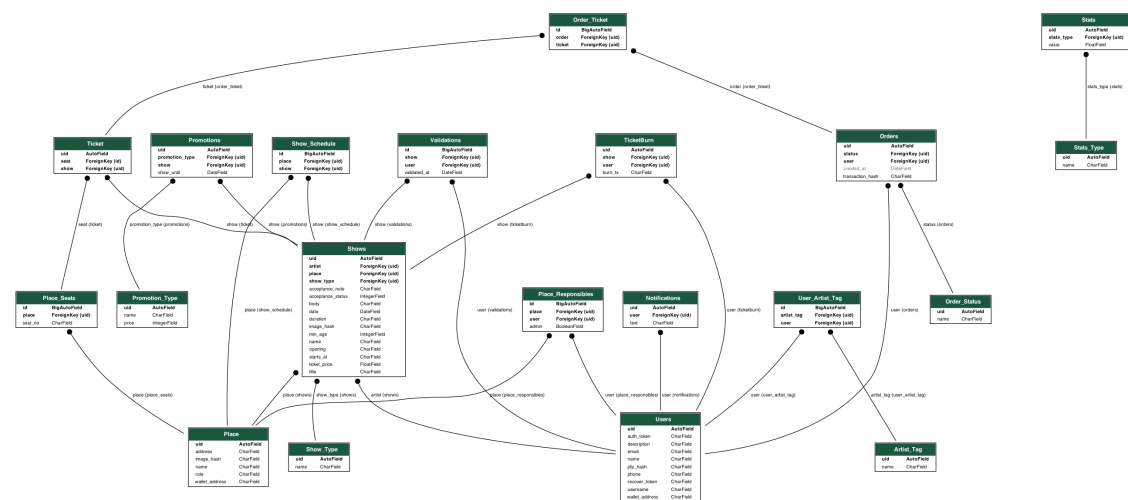 Order_Ticket
id BigAutoField
order ForeignKey (uid)
ticket ForeignKey (uid)
Stats
uid AutoField
stats_type ForeignKey (uid)
value FloatField
ticket (order_ticket)
order (order_ticket)
stats_type (stats)
Ticket
uid AutoField
seat ForeignKey (id)
show ForeignKey (uid)
Promotions
uid AutoField
promotion_type ForeignKey (uid)
show ForeignKey (uid)
show_until DateField
Show_Schedule
id BigAutoField
place ForeignKey (uid)
show ForeignKey (uid)
Validations
id BigAutoField
show ForeignKey (uid)
user ForeignKey (uid)
validated_at DateField
TicketBurn
uid AutoField
show ForeignKey (uid)
user ForeignKey (uid)
burn_tx CharField
Orders
uid AutoField
status ForeignKey (uid)
user ForeignKey (uid)
created_at DateField
transaction_hash CharField
Stats_Type
uid AutoField
name CharField
seat (ticket)
promotion_type (promotions)
show (ticket)
show (promotions)
show (show_schedule)
show (validations)
show (ticketburn)
status (orders)
Shows
uid AutoField
artist ForeignKey (uid)
place ForeignKey (uid)
show_type ForeignKey (uid)
acceptance_note CharField
acceptance_status IntegerField
body CharField
date DateField
duration CharField
image_hash CharField
min_age IntegerField
name CharField
opening CharField
starts_at CharField
ticket_price FloatField
title CharField
Place_Seats
id BigAutoField
place ForeignKey (uid)
seat_no CharField
Promotion_Type
uid AutoField
name CharField
price IntegerField
place (show_schedule)
user (validations)
Place_Responsibles
id BigAutoField
place ForeignKey (uid)
user ForeignKey (uid)
admin BooleanField
Notifications
uid AutoField
user ForeignKey (uid)
text CharField
user (ticketburn)
User_Artist_Tag
id BigAutoField
artist_tag ForeignKey (uid)
user ForeignKey (uid)
user (orders)
Order_Status
uid AutoField
name CharField
place (place_seats)
place (shows)
show_type (shows)
artist (shows)
place (place_responsibles)
user (place_responsibles)
user (notifications)
user (user_artist_tag)
artist_tag (user_artist_tag)
Place
uid AutoField
address CharField
image_hash CharField
name CharField
role CharField
wallet_address CharField
Show_Type
uid AutoField
name CharField
Users
uid AutoField
auth_token CharField
description CharField
email CharField
name CharField
pfp_hash CharField
phone CharField
recover_token CharField
username CharField
wallet_address CharField
Artist_Tag
uid AutoField
name CharField